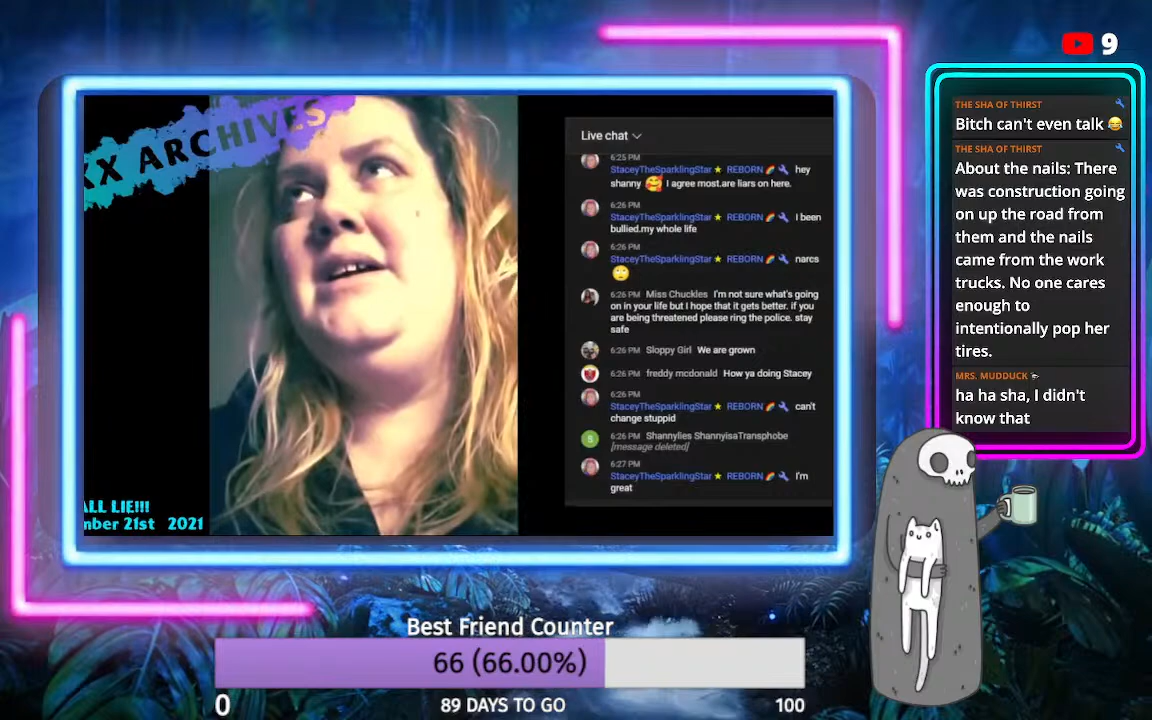 9
XX ARCHIVES
ALL LIE!!!
mber 21st 2021
Live chat
6:25 PM
StaceyTheSparklingStar ★ REBORN 🌈 🔧 hey
shanny 🥰 I agree most.are liars on here.
6:26 PM
StaceyTheSparklingStar ★ REBORN 🌈 🔧 I been
bullied.my whole life
6:26 PM
StaceyTheSparklingStar ★ REBORN 🌈 🔧 narcs
🙄
6:26 PM Miss Chuckles I'm not sure what's going
on in your life but I hope that it gets better. if you
are being threatened please ring the police. stay
safe
6:26 PM Sloppy Girl We are grown
6:26 PM freddy mcdonald How ya doing Stacey
6:26 PM
StaceyTheSparklingStar ★ REBORN 🌈 🔧 can't
change stuppid
S
6:26 PM Shannylies ShannyisaTransphobe
[message deleted]
6:27 PM
StaceyTheSparklingStar ★ REBORN 🌈 🔧 I'm
great
THE SHA OF THIRST
Bitch can't even talk 😂
THE SHA OF THIRST
About the nails: There
was construction going
on up the road from
them and the nails
came from the work
trucks. No one cares
enough to
intentionally pop her
tires.
MRS. MUDDUCK
ha ha sha, I didn't
know that
Best Friend Counter
66 (66.00%)
0
89 DAYS TO GO
100